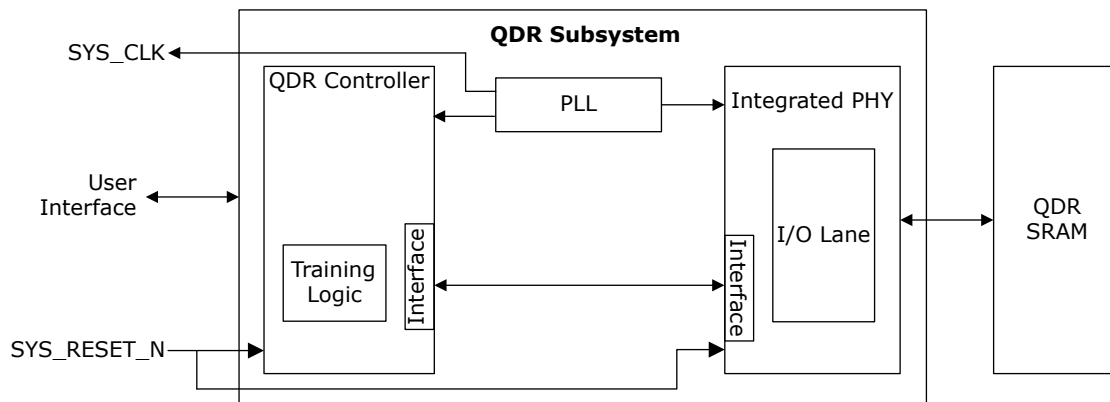 QDR Subsystem
SYS_CLK
QDR Controller
PLL
Integrated PHY
User
Interface
QDR
SRAM
I/O Lane
Training
Logic
Interface
Interface
SYS_RESET_N